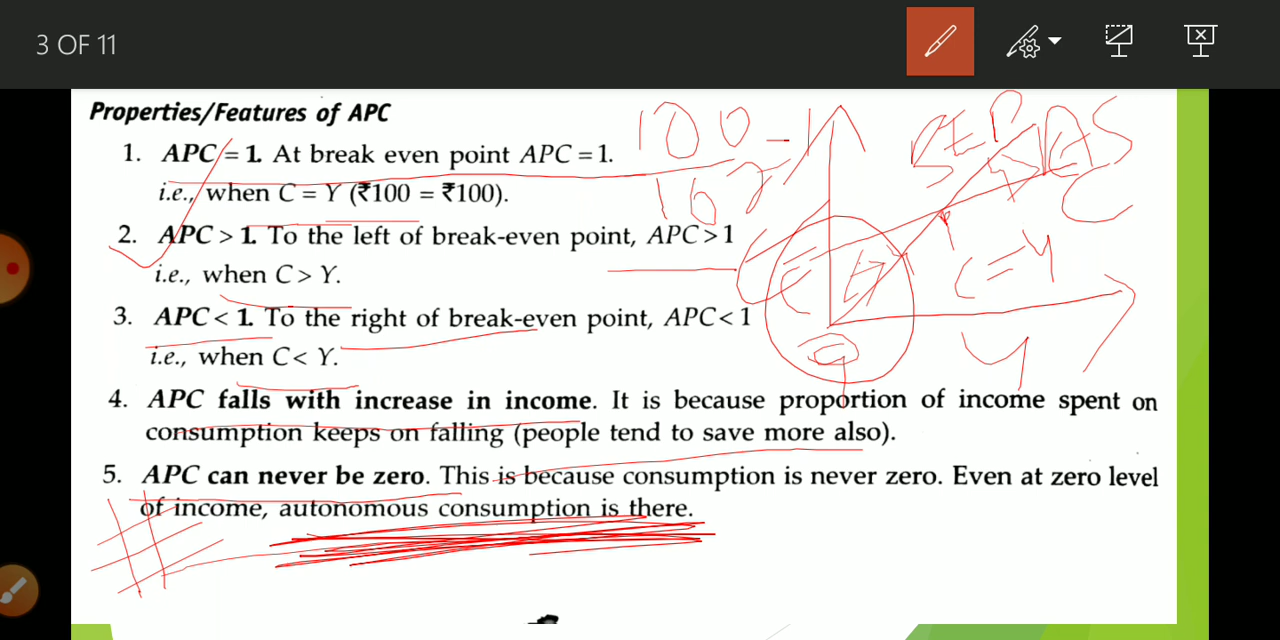 3 OF 11
Properties/Features of APC
1. APC = 1. At break even point APC = 1.
i.e., when C = Y (₹100 = ₹100).
2. APC > 1. To the left of break-even point, APC > 1
i.e., when C > Y.
3. APC < 1. To the right of break-even point, APC < 1
i.e., when C < Y.
4. APC falls with increase in income. It is because proportion of income spent on
consumption keeps on falling (people tend to save more also).
5. APC can never be zero. This is because consumption is never zero. Even at zero level
of income, autonomous consumption is there.
100
BEP
C
C = Y
Y